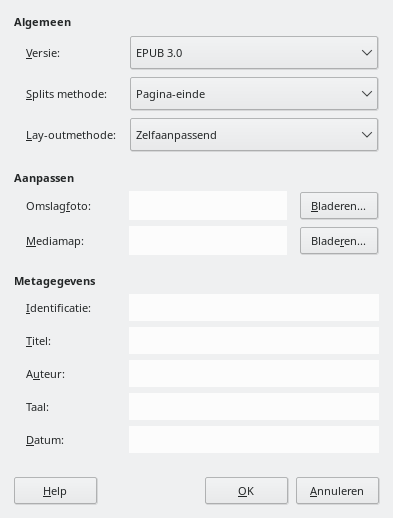 Algemeen
Versie: EPUB 3.0
Splits methode: Pagina-einde
Lay-outmethode: Zelfaanpassend
Aanpassen
Omslagfoto: Bladeren...
Mediamap: Bladeren...
Metagegevens
Identificatie:
Titel:
Auteur:
Taal:
Datum:
Help OK Annuleren